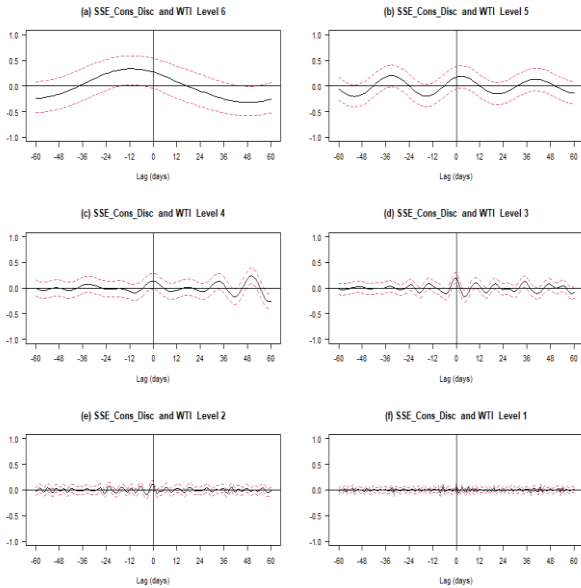 (a) SSE_Cons_Disc and WTI Level 6
1.0
0.5
0.0
-0.5
-1.0
-60 -48 -36 -24 -12 0 12 24 36 48 60
Lag (days)
(b) SSE_Cons_Disc and WTI Level 5
1.0
0.5
0.0
-0.5
-1.0
-60 -48 -36 -24 -12 0 12 24 36 48 60
Lag (days)
(c) SSE_Cons_Disc and WTI Level 4
1.0
0.5
0.0
-0.5
-1.0
-60 -48 -36 -24 -12 0 12 24 36 48 60
Lag (days)
(d) SSE_Cons_Disc and WTI Level 3
1.0
0.5
0.0
-0.5
-1.0
-60 -48 -36 -24 -12 0 12 24 36 48 60
Lag (days)
(e) SSE_Cons_Disc and WTI Level 2
1.0
0.5
0.0
-0.5
-1.0
-60 -48 -36 -24 -12 0 12 24 36 48 60
Lag (days)
(f) SSE_Cons_Disc and WTI Level 1
1.0
0.5
0.0
-0.5
-1.0
-60 -48 -36 -24 -12 0 12 24 36 48 60
Lag (days)